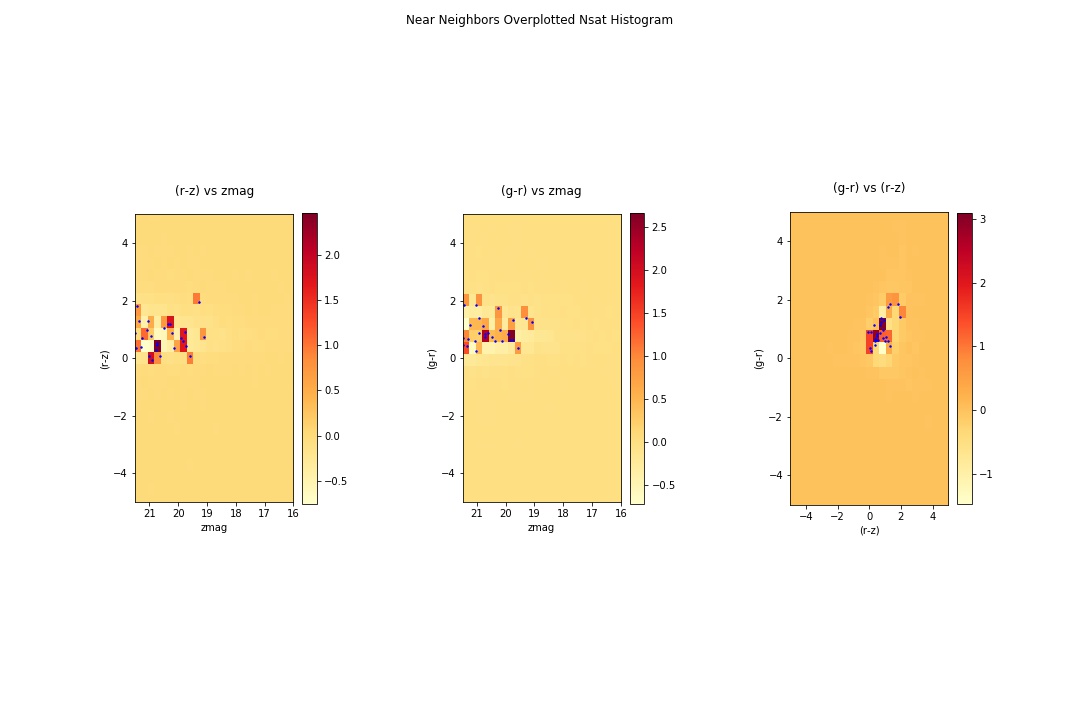 Near Neighbors Overplotted Nsat Histogram
(r-z) vs zmag
4
2
0
−2
−4
(r-z)
21 20 19 18 17 16
zmag
2.0
1.5
1.0
0.5
0.0
−0.5
(g-r) vs zmag
4
2
0
−2
−4
(g-r)
21 20 19 18 17 16
zmag
2.5
2.0
1.5
1.0
0.5
0.0
−0.5
(g-r) vs (r-z)
4
2
0
−2
−4
(g-r)
−4 −2 0 2 4
(r-z)
3
2
1
0
−1